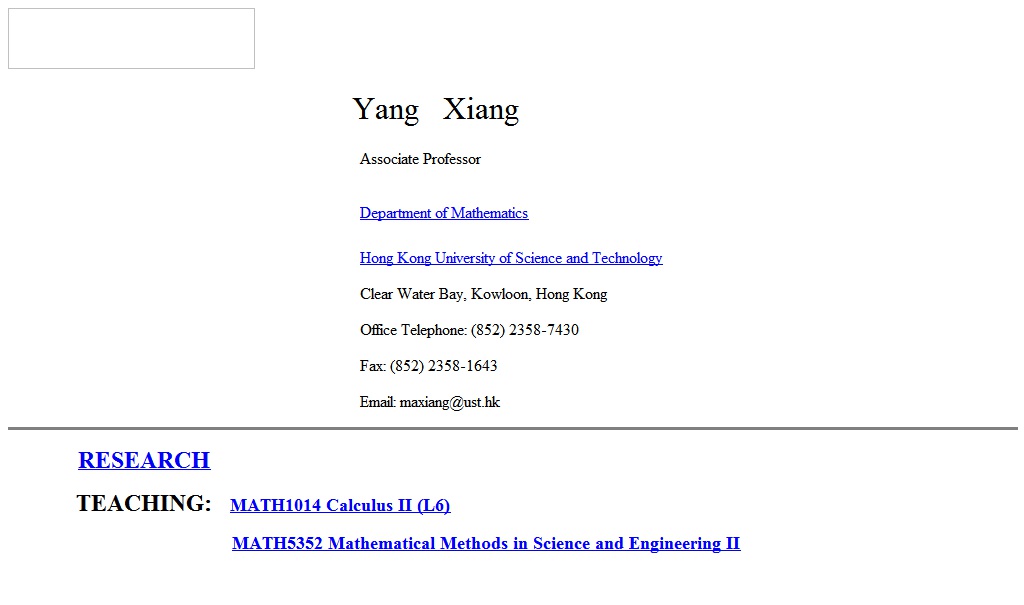 Yang Xiang
Associate Professor
Department of Mathematics
Hong Kong University of Science and Technology
Clear Water Bay, Kowloon, Hong Kong
Office Telephone: (852) 2358-7430
Fax: (852) 2358-1643
Email: maxiang@ust.hk
RESEARCH
TEACHING: MATH1014 Calculus II (L6)
MATH5352 Mathematical Methods in Science and Engineering II